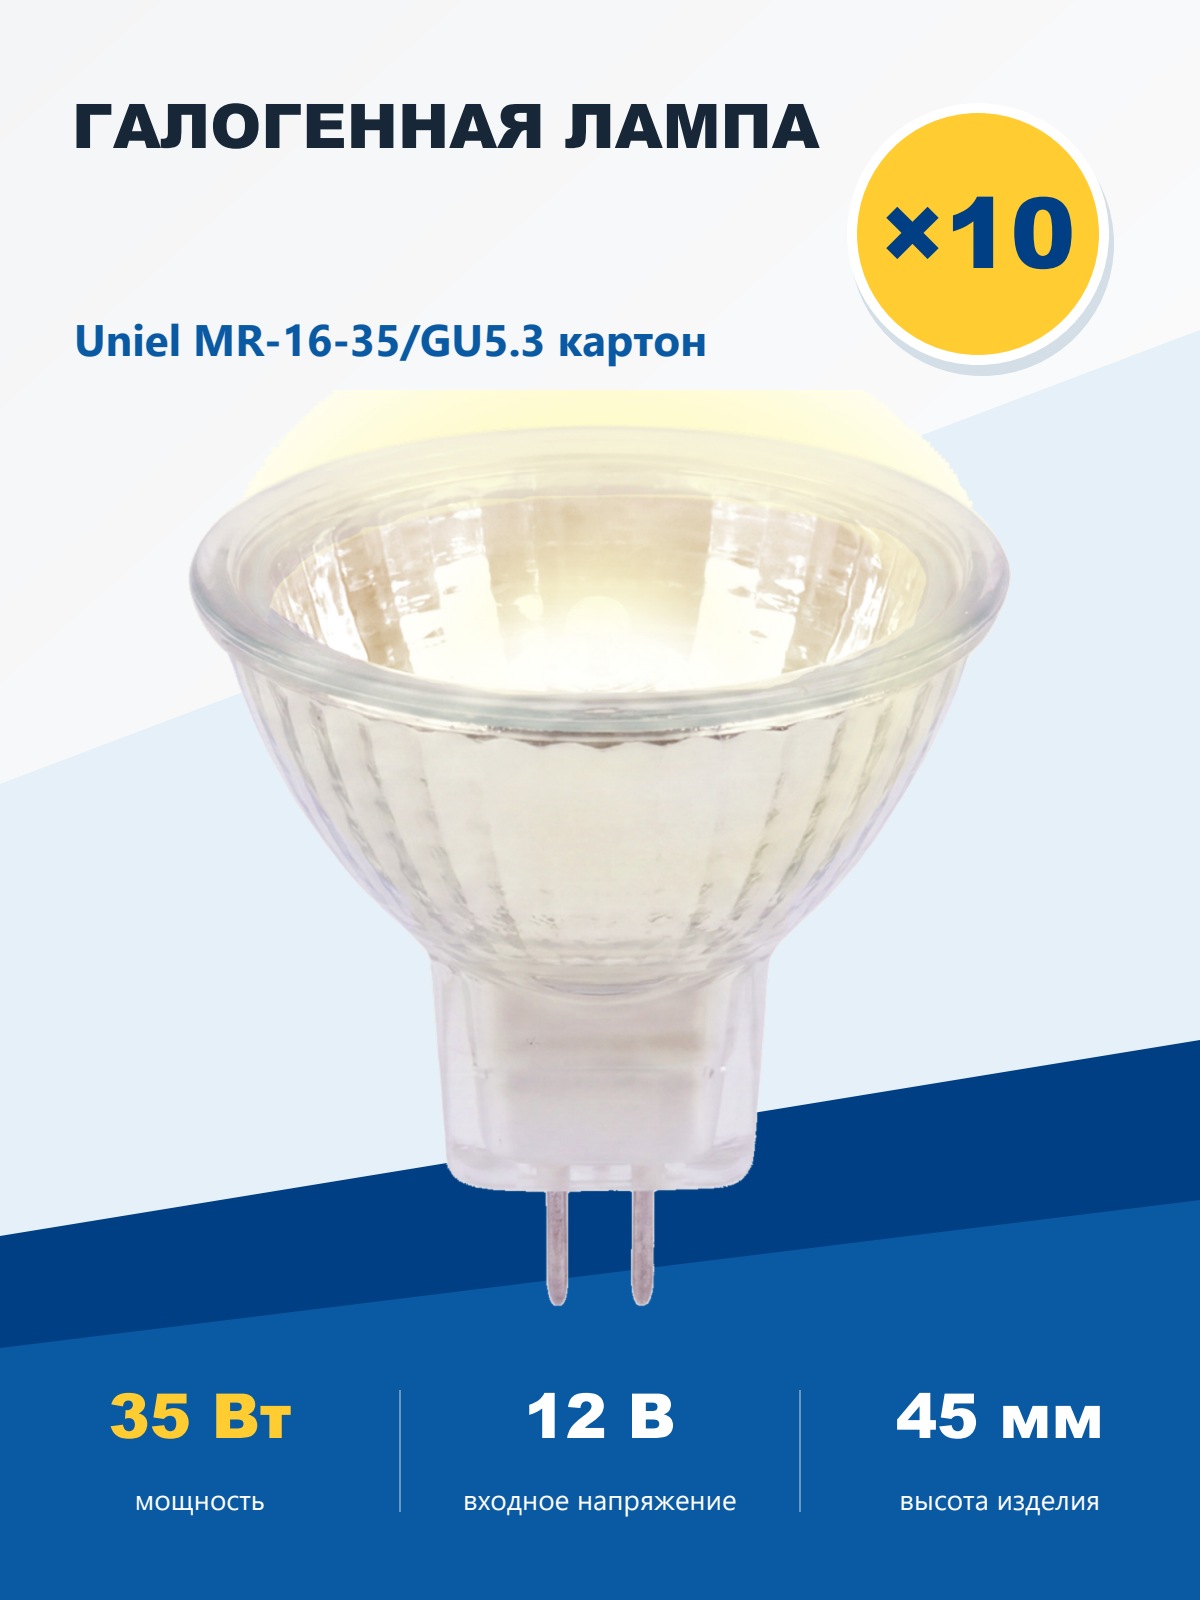 ГАЛОГЕННАЯ ЛАМПА
×10
Uniel MR-16-35/GU5.3 картон
35 Вт
мощность
12 В
входное напряжение
45 мм
высота изделия